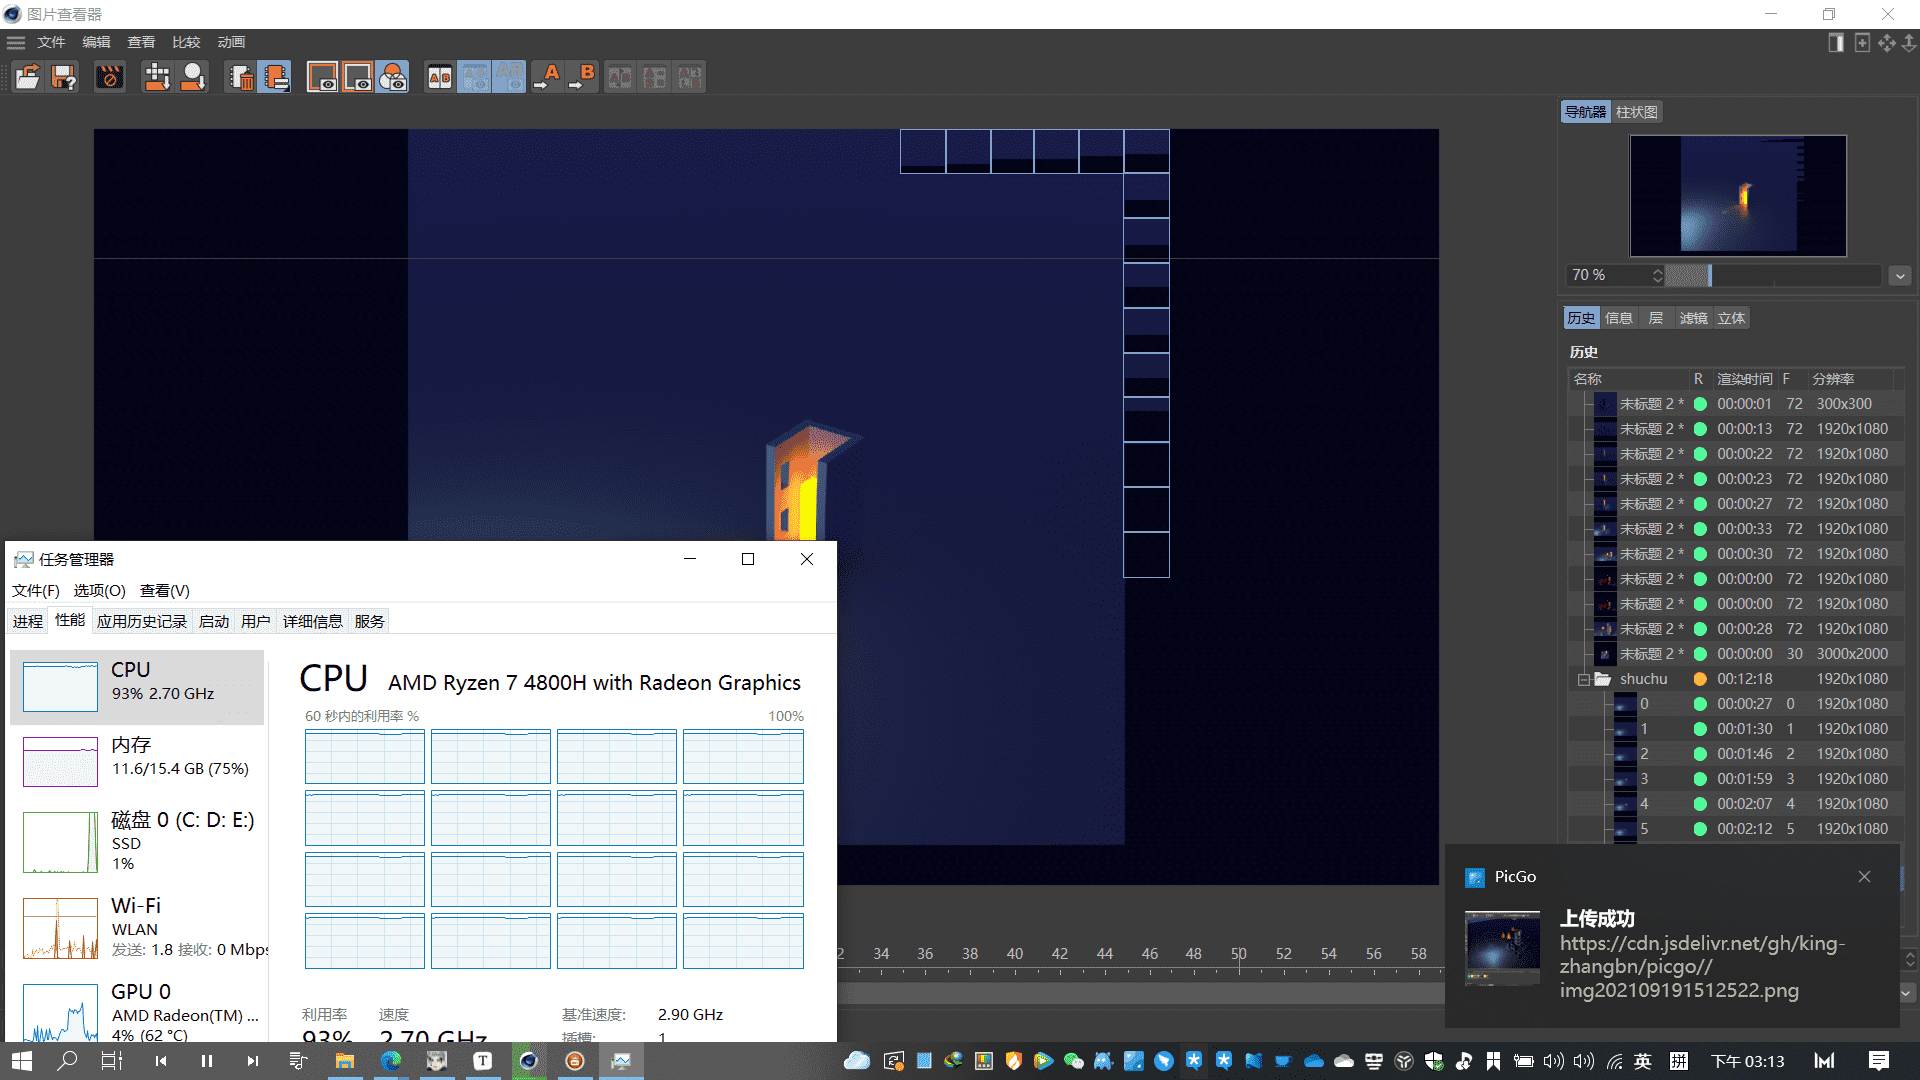 图片查看器
文件 编辑 查看 比较 动画
导航器 柱状图
70 %
历史 信息 层 滤镜 立体
历史
名称 R 渲染时间 F 分辨率
未标题 2 * 00:00:01 72 300x300
未标题 2 * 00:00:13 72 1920x1080
未标题 2 * 00:00:22 72 1920x1080
未标题 2 * 00:00:23 72 1920x1080
未标题 2 * 00:00:27 72 1920x1080
未标题 2 * 00:00:33 72 1920x1080
未标题 2 * 00:00:30 72 1920x1080
未标题 2 * 00:00:00 72 1920x1080
未标题 2 * 00:00:00 72 1920x1080
未标题 2 * 00:00:28 72 1920x1080
未标题 2 * 00:00:00 30 3000x2000
shuchu 00:12:18 1920x1080
0 00:00:27 0 1920x1080
1 00:01:30 1 1920x1080
2 00:01:46 2 1920x1080
3 00:01:59 3 1920x1080
4 00:02:07 4 1920x1080
5 00:02:12 5 1920x1080
任务管理器
文件(F) 选项(O) 查看(V)
进程 性能 应用历史记录 启动 用户 详细信息 服务
CPU
93% 2.70 GHz
内存
11.6/15.4 GB (75%)
磁盘 0 (C: D: E:)
SSD
1%
Wi-Fi
WLAN
发送: 1.8 接收: 0 Mbps
GPU 0
AMD Radeon(TM) ...
4% (62 °C)
CPU AMD Ryzen 7 4800H with Radeon Graphics
60 秒内的利用率 % 100%
利用率 速度 基准速度: 2.90 GHz
93% 2.70 GHz 插槽: 1
34 36 38 40 42 44 46 48 50 52 54 56 58
PicGo
上传成功
https://cdn.jsdelivr.net/gh/king-
zhangbn/picgo//
img202109191512522.png
英 拼 下午 03:13